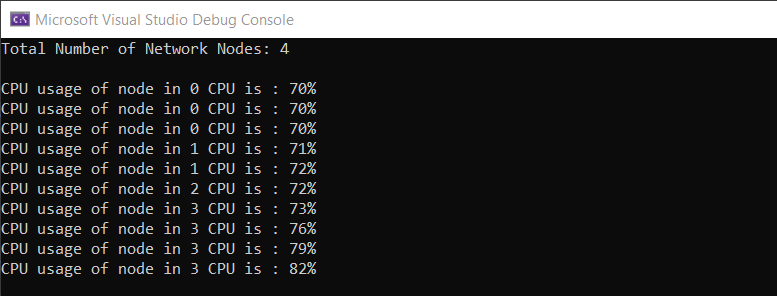 C:\ Microsoft Visual Studio Debug Console
Total Number of Network Nodes: 4
CPU usage of node in 0 CPU is : 70%
CPU usage of node in 0 CPU is : 70%
CPU usage of node in 0 CPU is : 70%
CPU usage of node in 1 CPU is : 71%
CPU usage of node in 1 CPU is : 72%
CPU usage of node in 2 CPU is : 72%
CPU usage of node in 3 CPU is : 73%
CPU usage of node in 3 CPU is : 76%
CPU usage of node in 3 CPU is : 79%
CPU usage of node in 3 CPU is : 82%